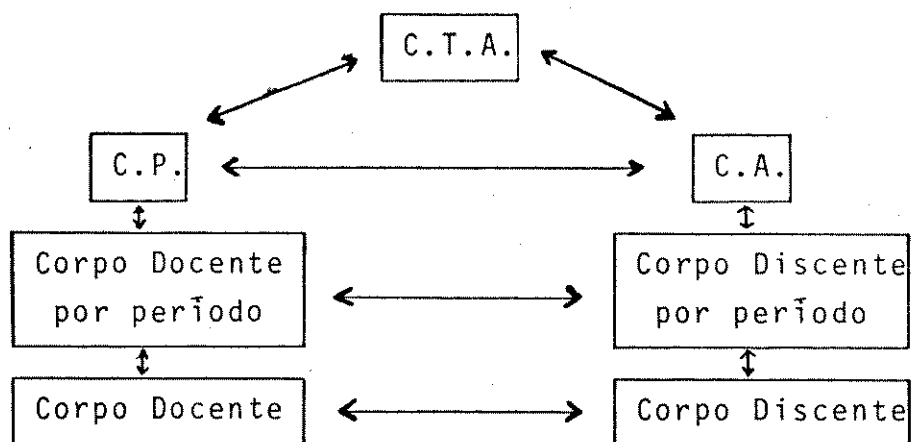 C.T.A.
C.P.
C.A.
Corpo Docente
por período
Corpo Discente
por período
Corpo Docente
Corpo Discente